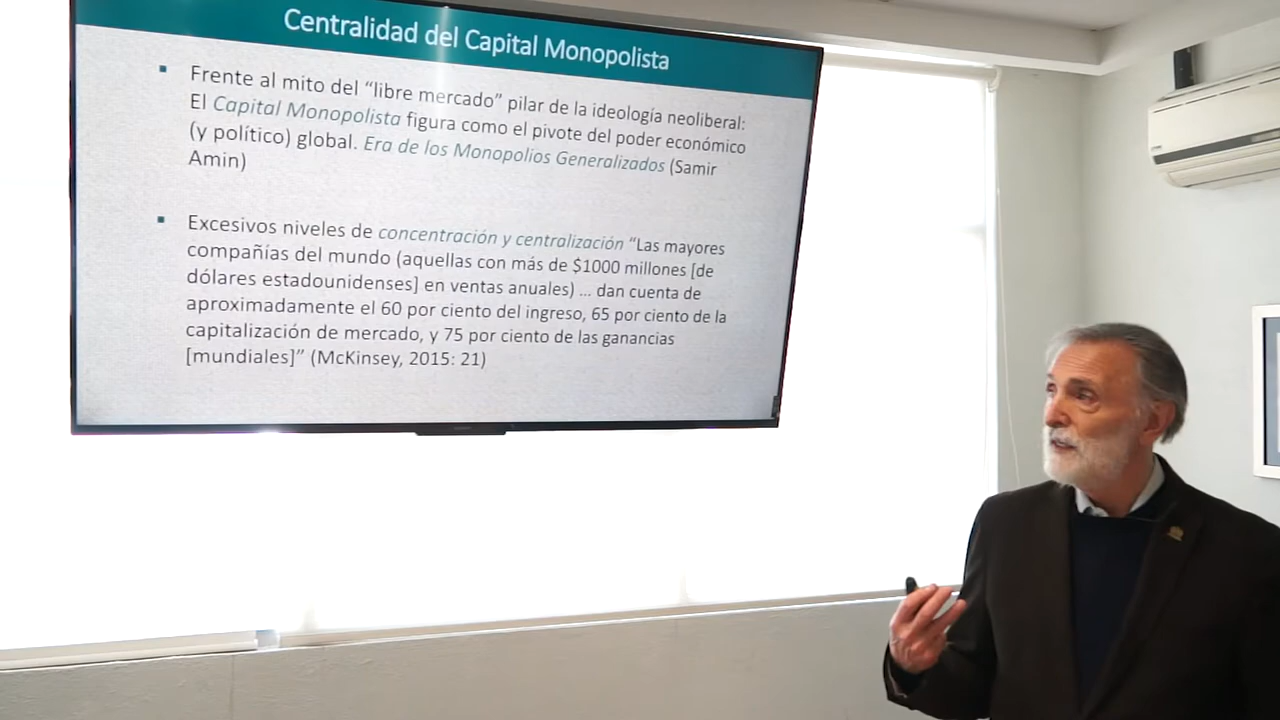 Centralidad del Capital Monopolista
▪ Frente al mito del “libre mercado” pilar de la ideología neoliberal:
El Capital Monopolista figura como el pivote del poder económico
(y político) global. Era de los Monopolios Generalizados (Samir
Amin)
▪ Excesivos niveles de concentración y centralización “Las mayores
compañías del mundo (aquellas con más de $1000 millones [de
dólares estadounidenses] en ventas anuales) ... dan cuenta de
aproximadamente el 60 por ciento del ingreso, 65 por ciento de la
capitalización de mercado, y 75 por ciento de las ganancias
[mundiales]” (McKinsey, 2015: 21)